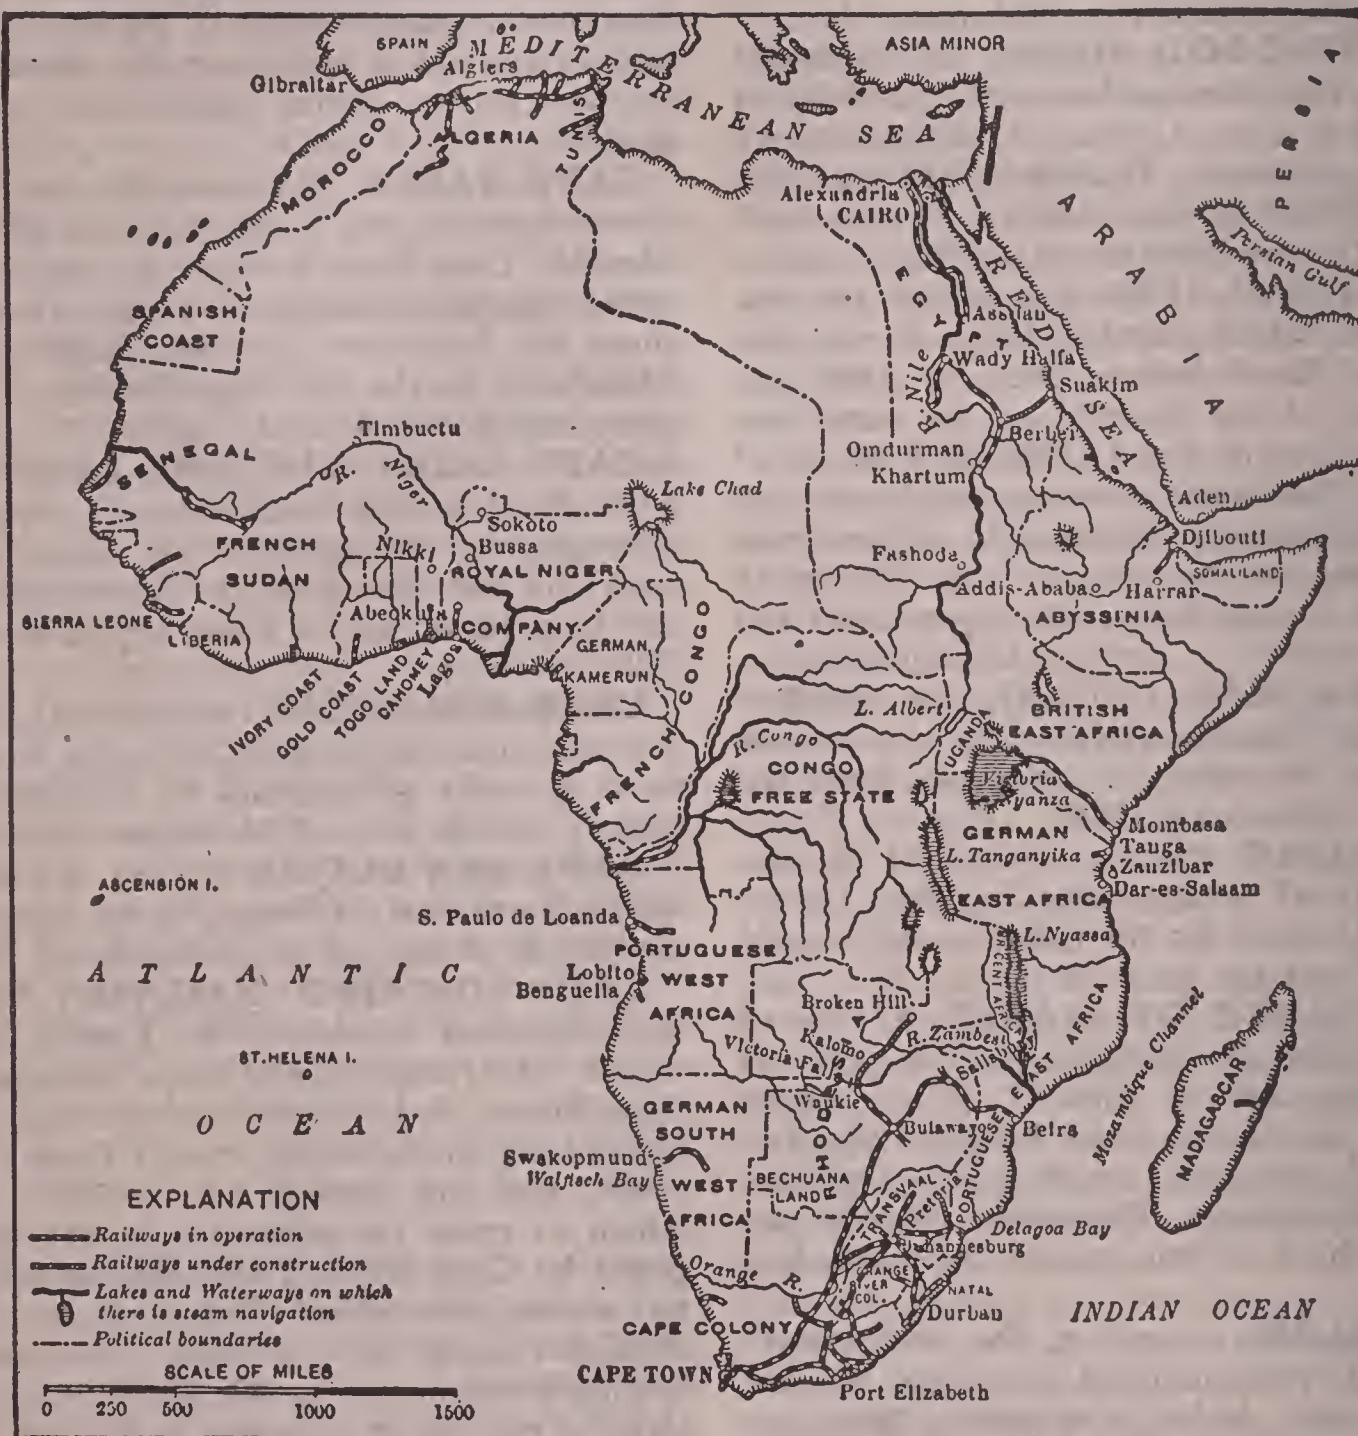 SPAIN
MEDITERRANEAN SEA
ASIA MINOR
PERSIA
Gibraltar
Algiers
ALGERIA
TUNIS
MOROCCO
Alexandria
CAIRO
ARABIA
Persian Gulf
RED SEA
EGYPT
SPANISH
COAST
R. Nile
Wady Halfa
Suakim
Berber
Timbuctu
Omdurman
Khartum
SENEGAL
R. Niger
Lake Chad
Aden
Sokoto
Djibouti
FRENCH
SUDAN
Nikki
Bussa
Fashoda
SOMALILAND
ROYAL NIGER
COMPANY
Addis-Ababa
Harrar
ABYSSINIA
SIERRA LEONE
LIBERIA
Abeokuta
GERMAN
KAMERUN
FRENCH CONGO
IVORY COAST
GOLD COAST
TOGO LAND
DAHOMEY
Lagos
L. Albert
BRITISH
EAST AFRICA
UGANDA
R. Congo
CONGO
FREE STATE
Victoria
Nyanza
GERMAN
EAST AFRICA
L. Tanganyika
Mombasa
Tauga
Zauzibar
Dar-es-Salaam
ASCENSION I.
S. Paulo de Loanda
L. Nyassa
BR. CENT. AFRICA
ATLANTIC
OCEAN
PORTUGUESE
WEST
AFRICA
Lobito
Benguella
Broken Hill
Kalomo
R. Zambesi
Victoria Falls
Waukie
PORTUGUESE EAST AFRICA
Mozambique Channel
MADAGASCAR
ST. HELENA I.
GERMAN
SOUTH
WEST
AFRICA
Bulawayo
Beira
Swakopmund
Walfisch Bay
BECHUANA
LAND
TRANSVAAL
Pretoria
Delagoa Bay
Johannesburg
Orange R.
ORANGE
RIVER
COL.
NATAL
Durban
INDIAN OCEAN
CAPE COLONY
CAPE TOWN
Port Elizabeth
EXPLANATION
Railways in operation
Railways under construction
Lakes and Waterways on which
there is steam navigation
Political boundaries
SCALE OF MILES
0 250 500 1000 1500